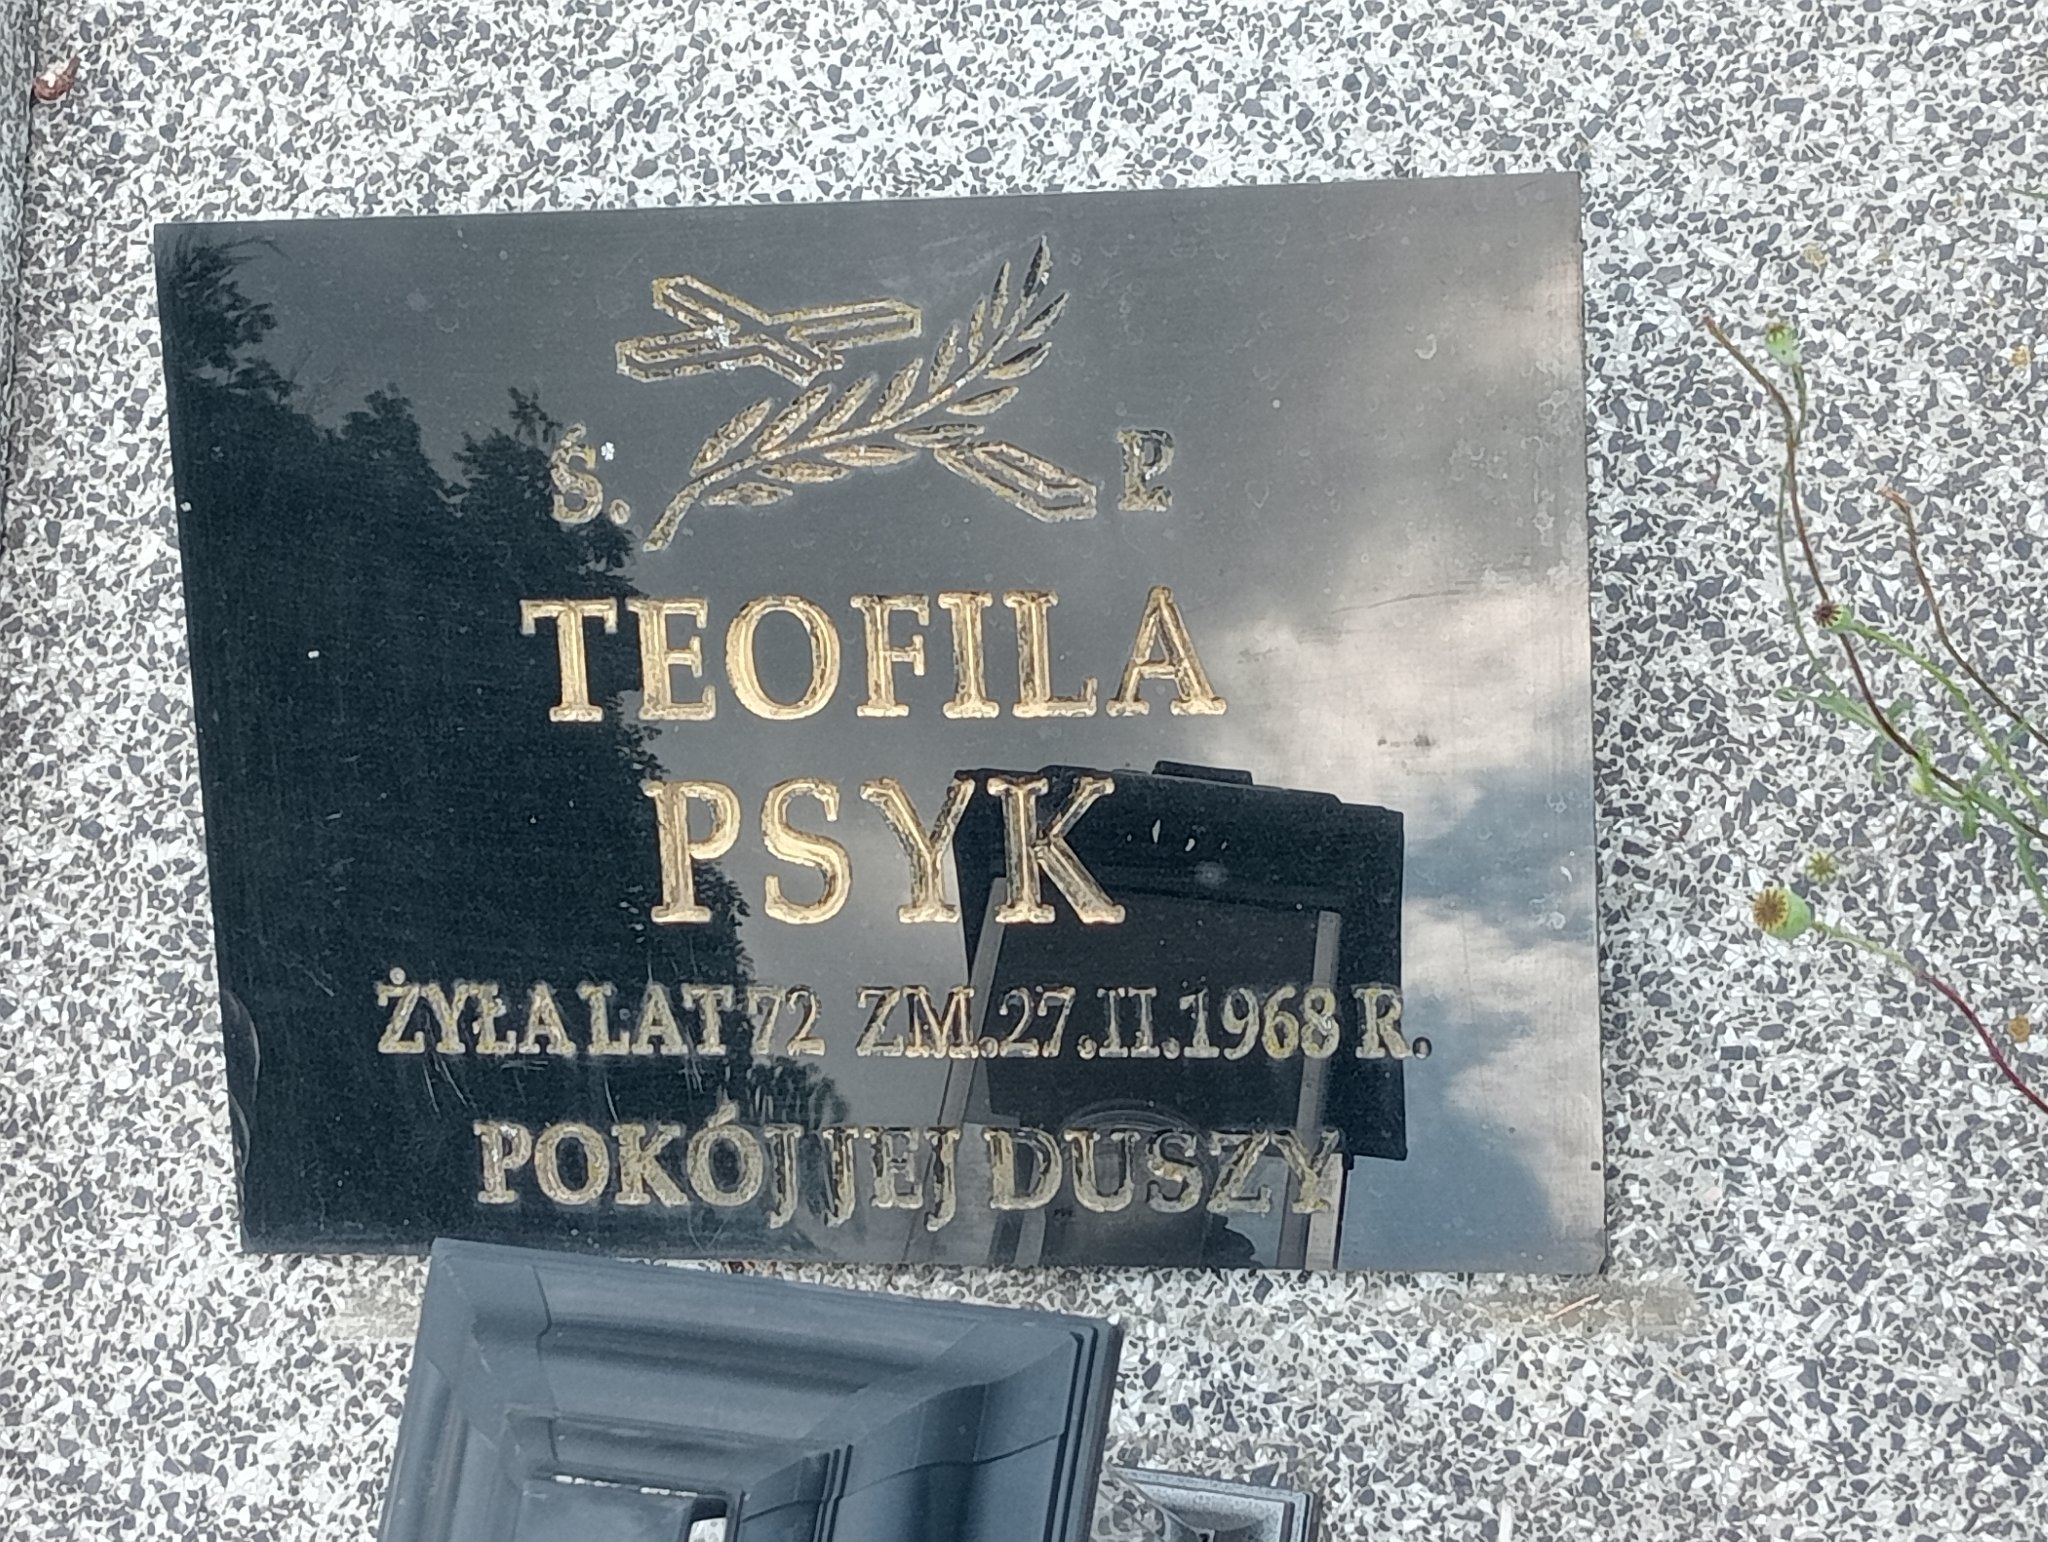 Ś. P.
TEOFILA
PSYK
ŻYŁA LAT 72 ZM. 27.II.1968 R.
POKÓJ JEJ DUSZY